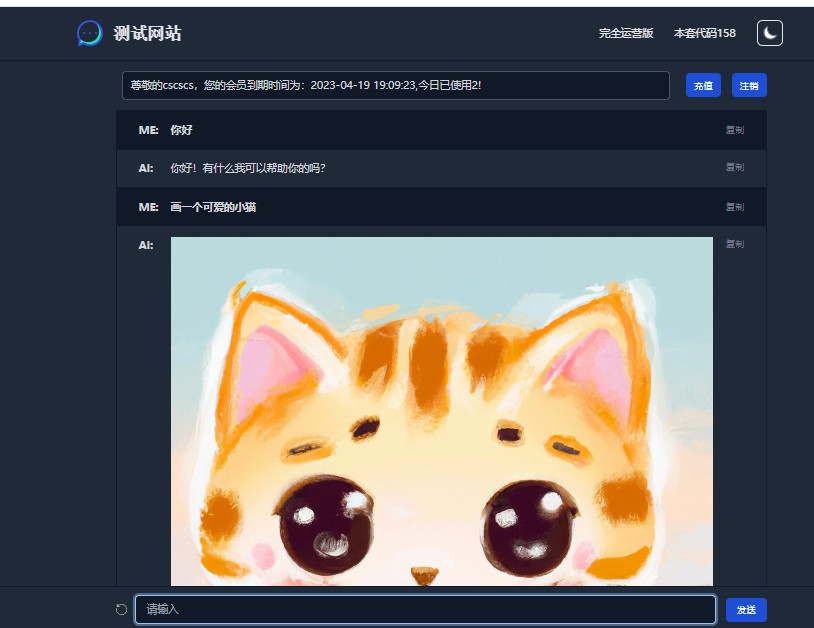 测试网站 完全运营版 本套代码158
尊敬的cscscs，您的会员到期时间为：2023-04-19 19:09:23,今日已使用2! 充值 注销
ME: 你好 复制
AI: 你好！有什么我可以帮助你的吗? 复制
ME: 画一个可爱的小猫 复制
AI: 复制
请输入 发送